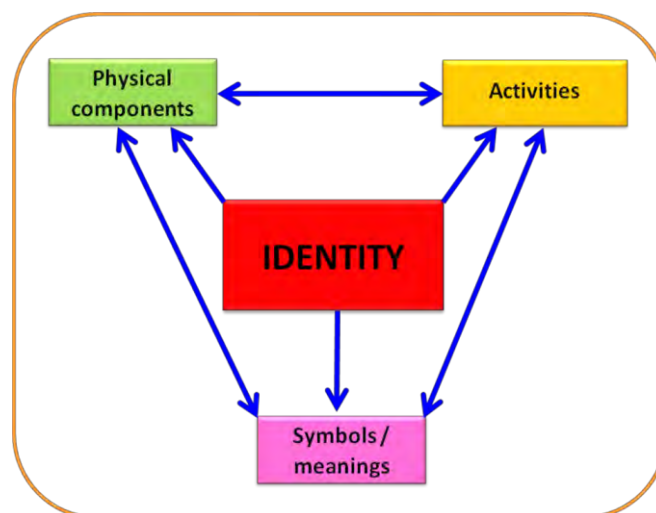 Physical
components
Activities
IDENTITY
Symbols/
meanings